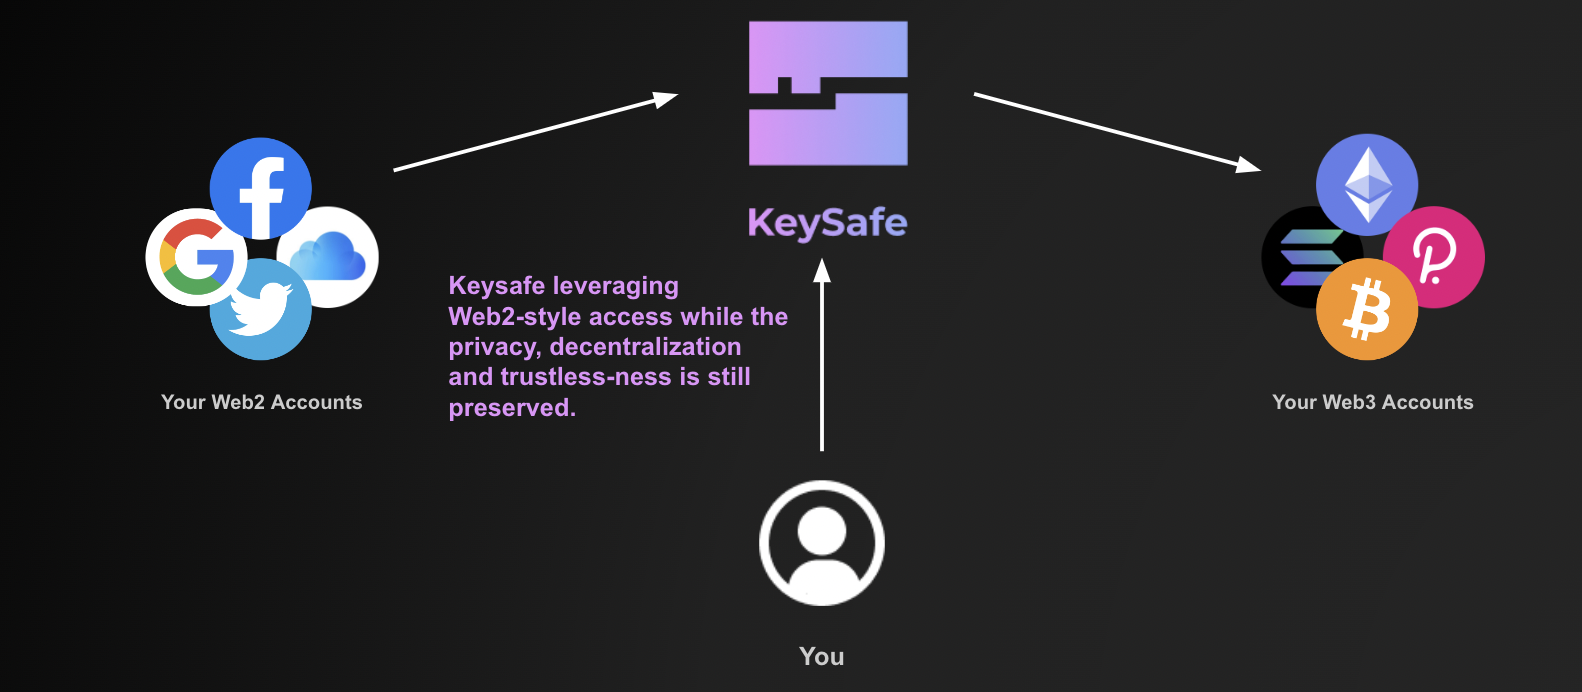 KeySafe
Keysafe leveraging
Web2-style access while the
privacy, decentralization
and trustless-ness is still
preserved.
Your Web2 Accounts
Your Web3 Accounts
You